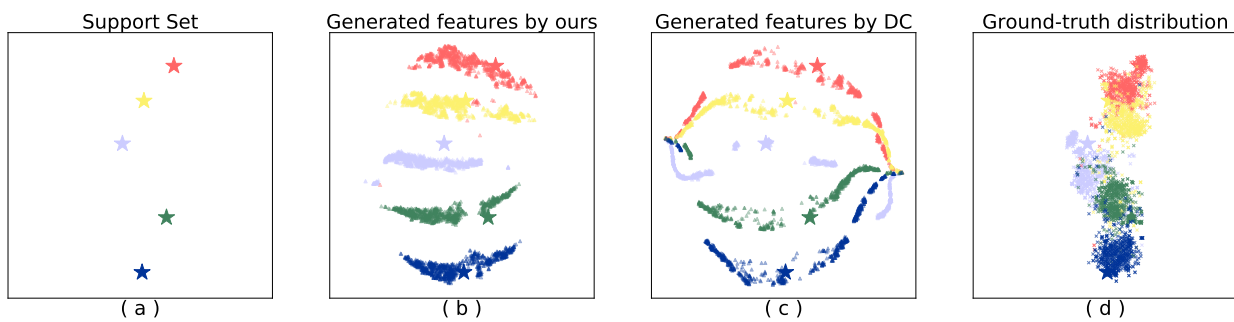 Support Set
Generated features by ours
Generated features by DC
Ground-truth distribution
( a )
( b )
( c )
( d )